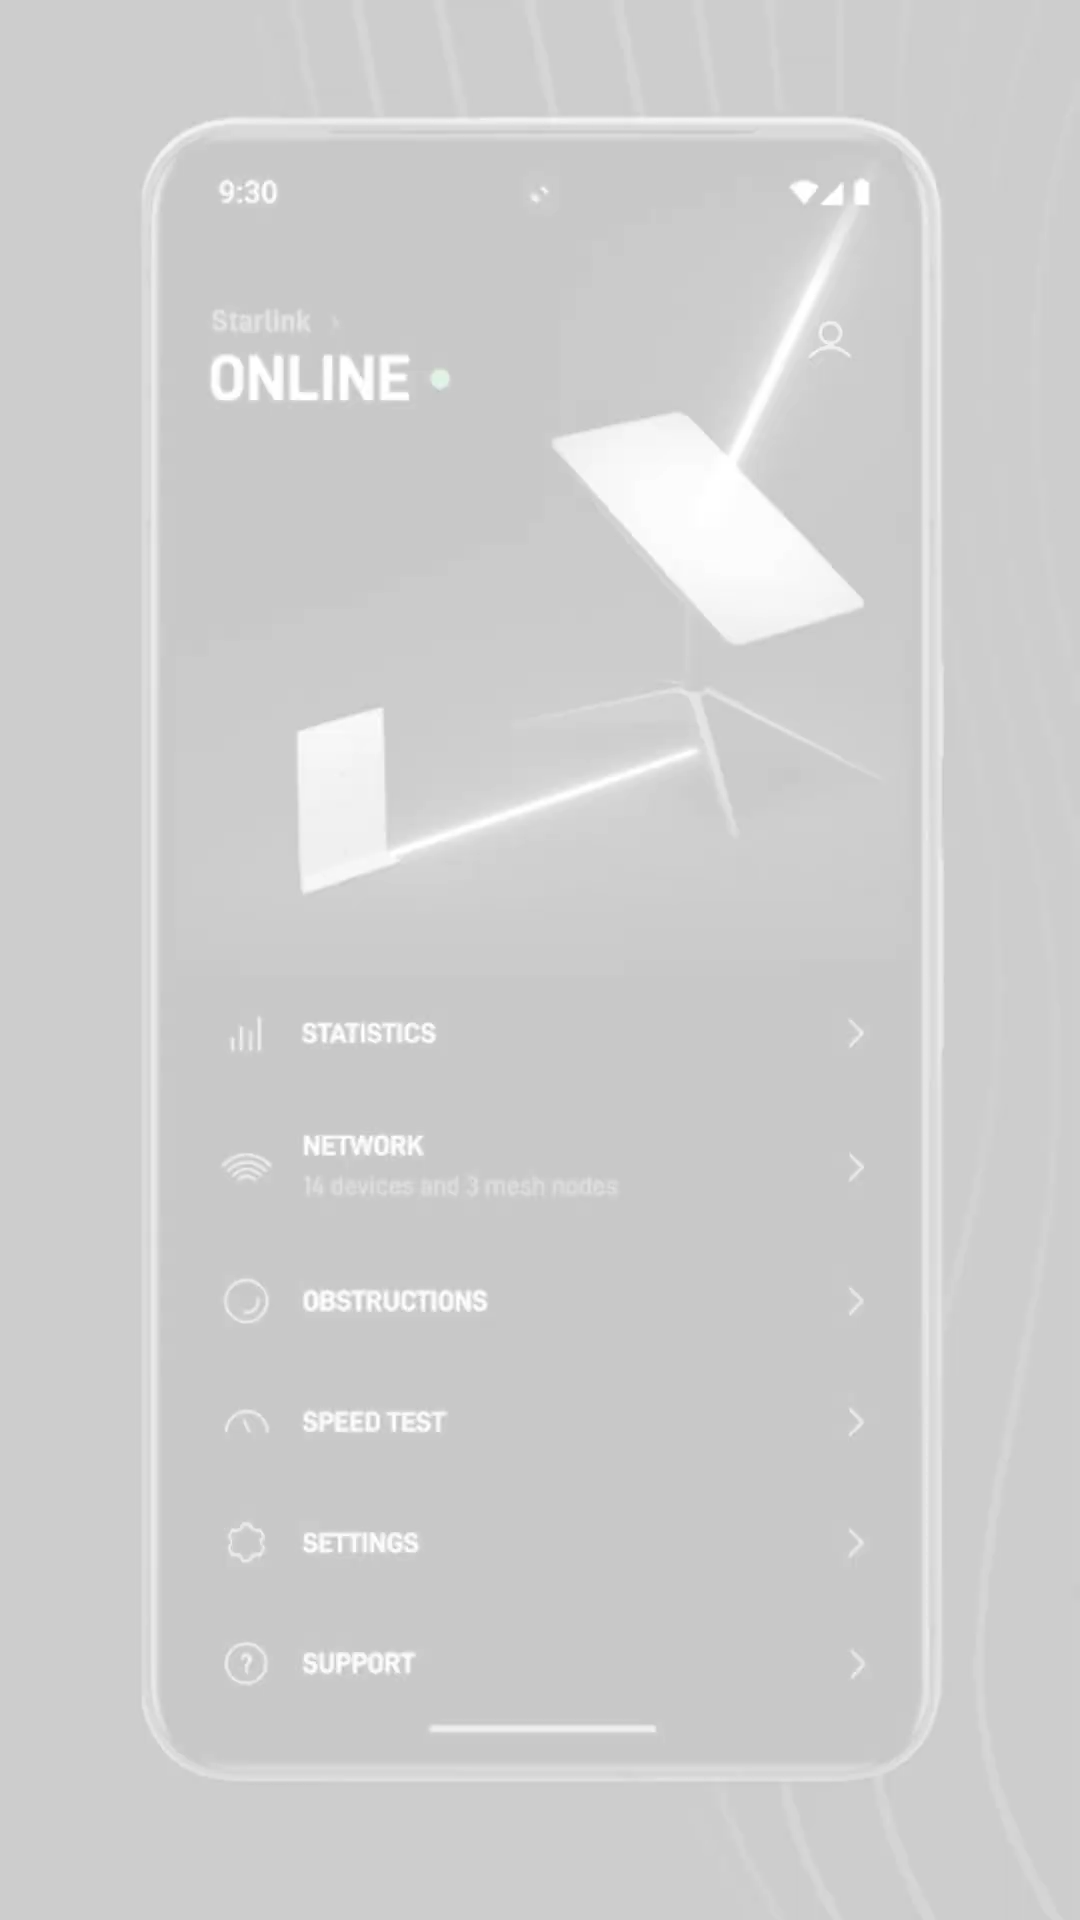 9:30
Starlink
ONLINE
STATISTICS
NETWORK
14 devices and 3 mesh nodes
OBSTRUCTIONS
SPEED TEST
SETTINGS
SUPPORT